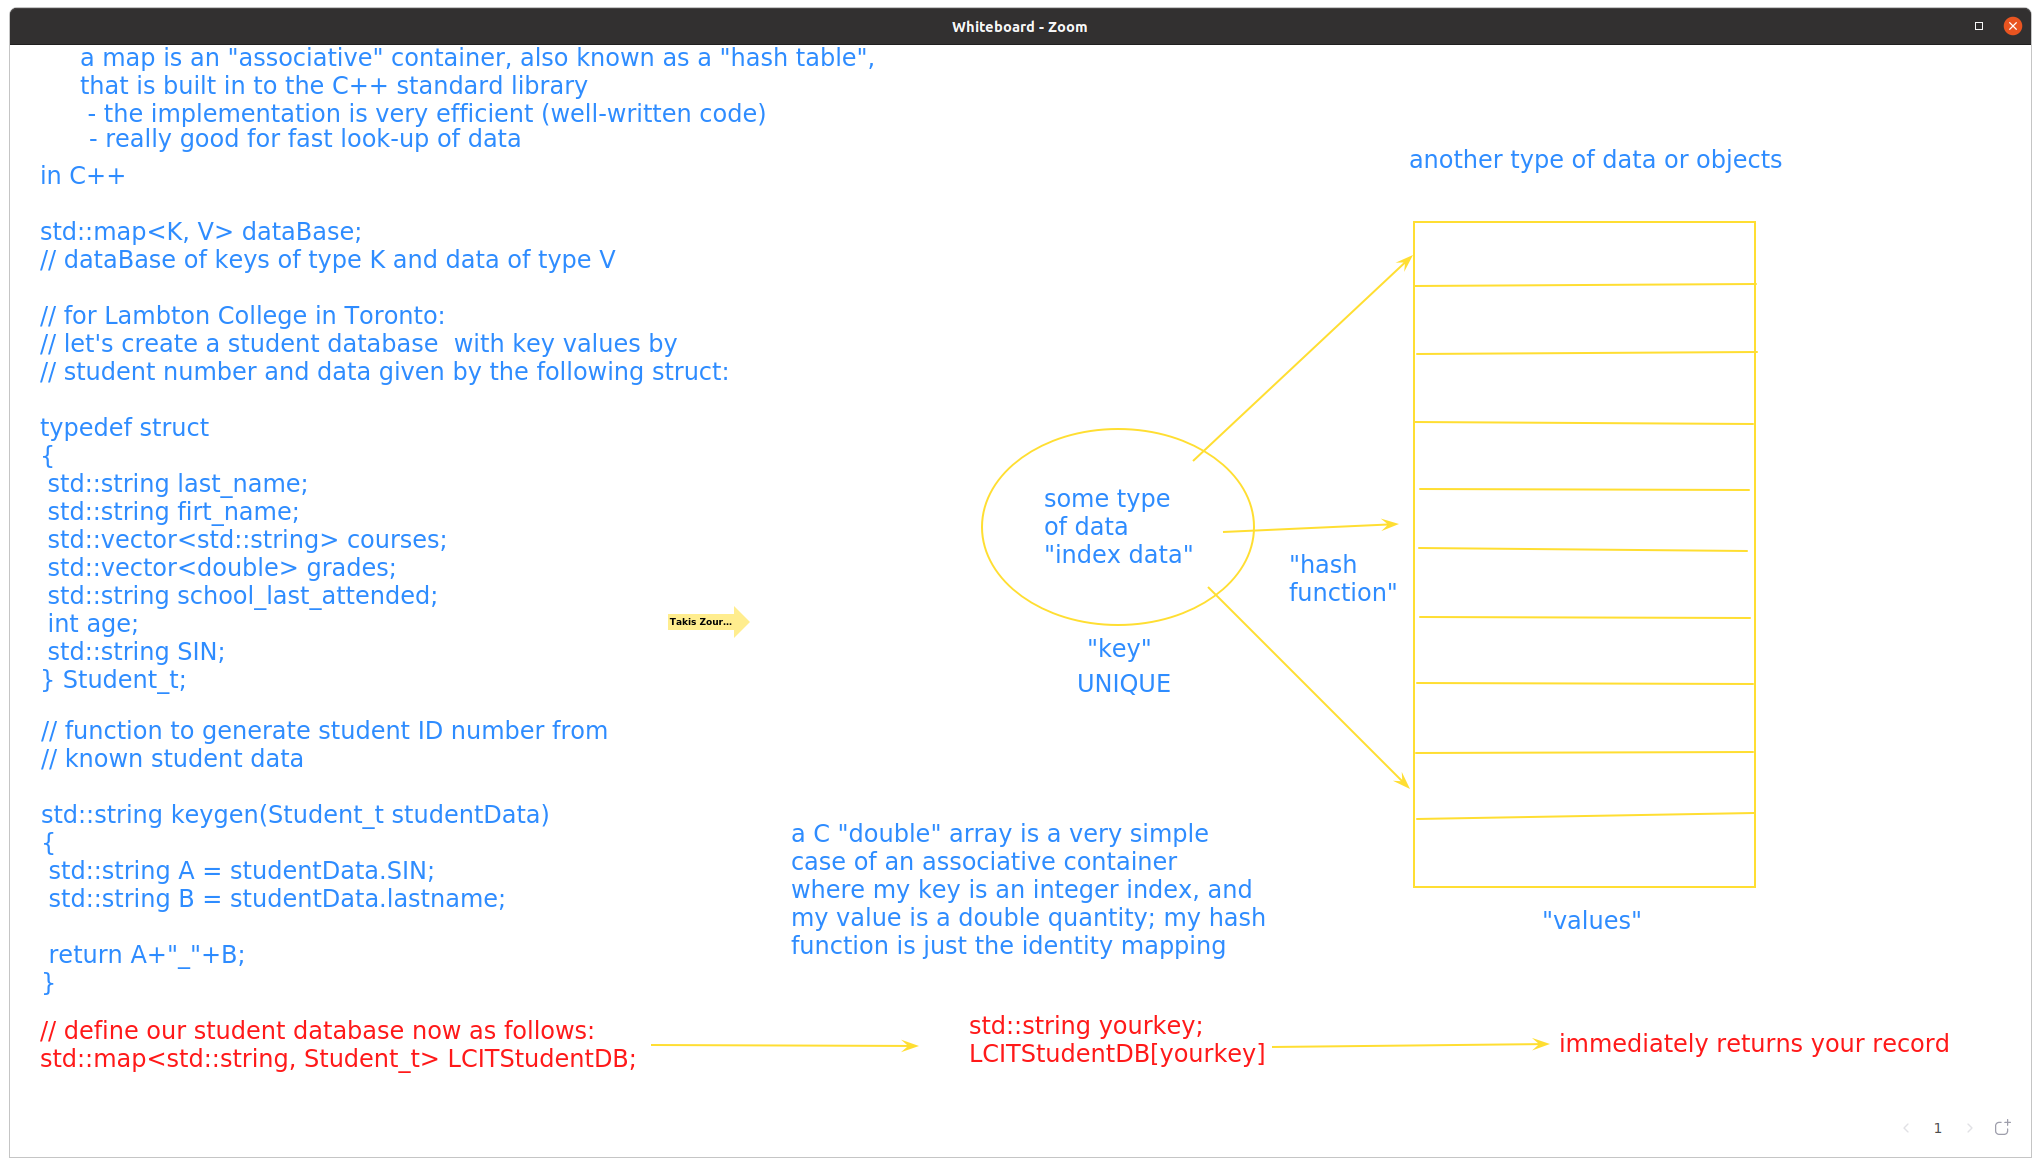 Whiteboard - Zoom
a map is an "associative" container, also known as a "hash table",
that is built in to the C++ standard library
- the implementation is very efficient (well-written code)
- really good for fast look-up of data
in C++
std::map<K, V> dataBase;
// dataBase of keys of type K and data of type V
// for Lambton College in Toronto:
// let's create a student database  with key values by
// student number and data given by the following struct:
typedef struct
{
std::string last_name;
std::string firt_name;
std::vector<std::string> courses;
std::vector<double> grades;
std::string school_last_attended;
int age;
std::string SIN;
} Student_t;
// function to generate student ID number from
// known student data
std::string keygen(Student_t studentData)
{
std::string A = studentData.SIN;
std::string B = studentData.lastname;
return A+"_"+B;
}
// define our student database now as follows:
std::map<std::string, Student_t> LCITStudentDB;
Takis Zour...
another type of data or objects
some type
of data
"index data"
"hash
function"
"key"
UNIQUE
"values"
a C "double" array is a very simple
case of an associative container
where my key is an integer index, and
my value is a double quantity; my hash
function is just the identity mapping
std::string yourkey;
LCITStudentDB[yourkey]
immediately returns your record
1